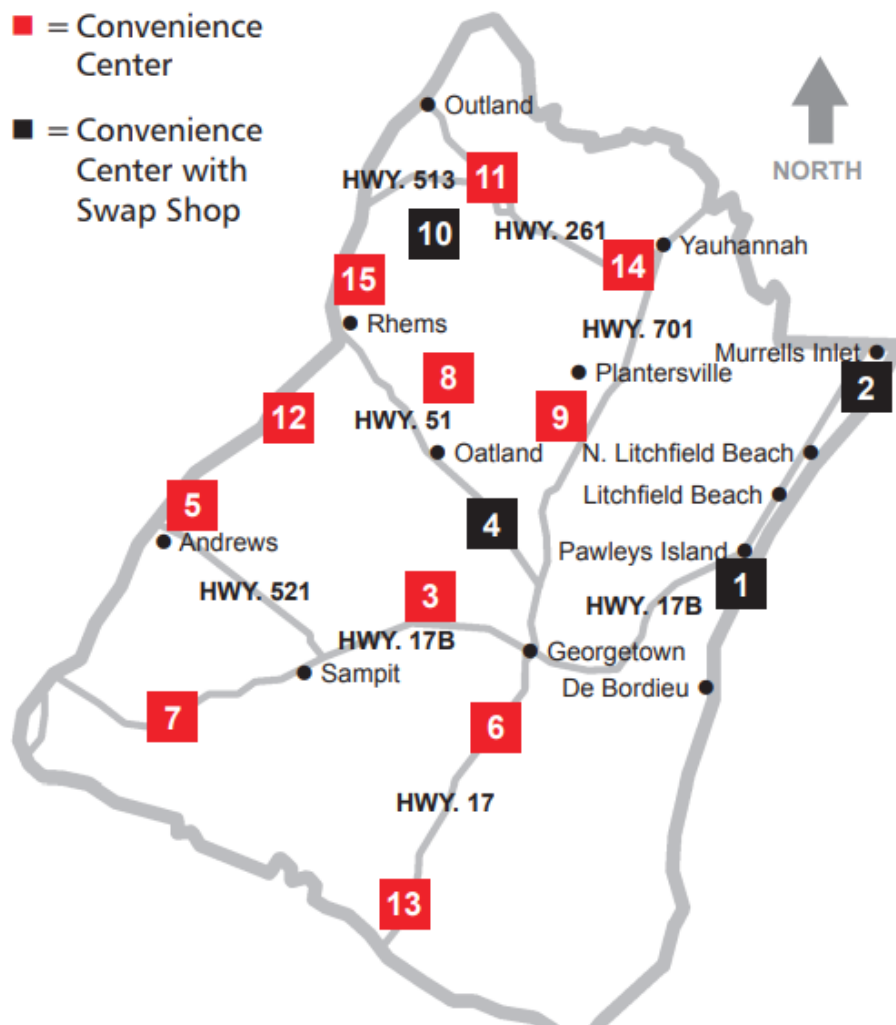 ■ = Convenience
Center
■ = Convenience
Center with
Swap Shop
NORTH
Outland
HWY. 513
11
10
HWY. 261
Yauhannah
14
15
Rhems
HWY. 701
Murrells Inlet
8
Plantersville
2
12
HWY. 51
9
Oatland
N. Litchfield Beach
5
Litchfield Beach
4
Andrews
Pawleys Island
HWY. 521
3
1
HWY. 17B
HWY. 17B
Georgetown
Sampit
De Bordieu
7
6
HWY. 17
13